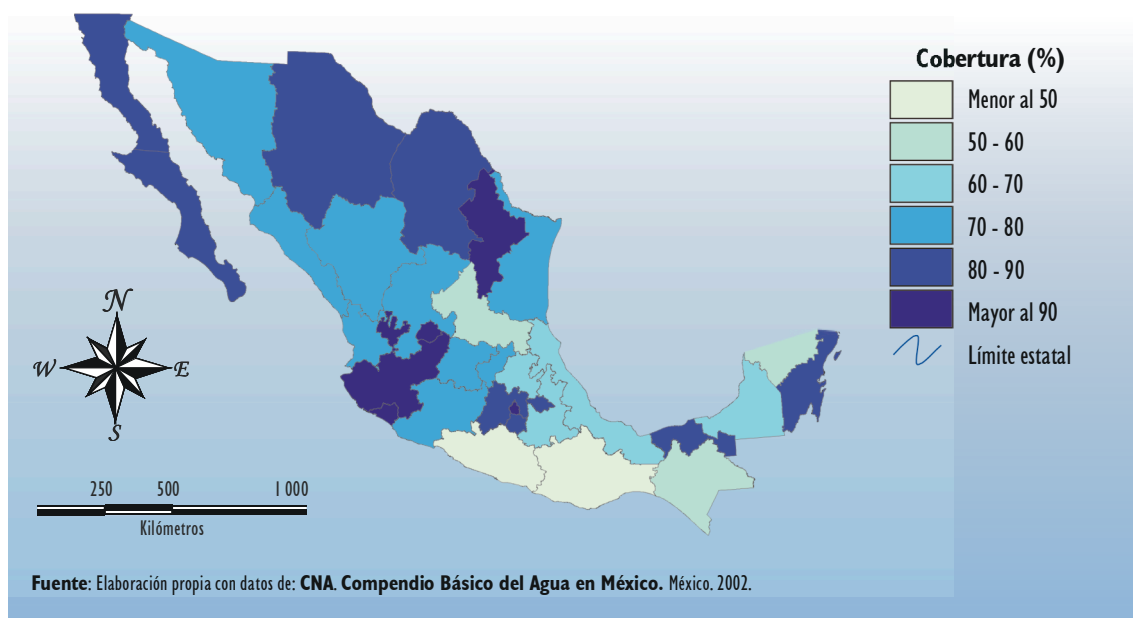 Cobertura (%)
Menor al 50
50 - 60
60 - 70
70 - 80
80 - 90
Mayor al 90
Límite estatal
N
W
E
S
250 500 1 000
Kilómetros
Fuente: Elaboración propia con datos de: CNA. Compendio Básico del Agua en México. México. 2002.